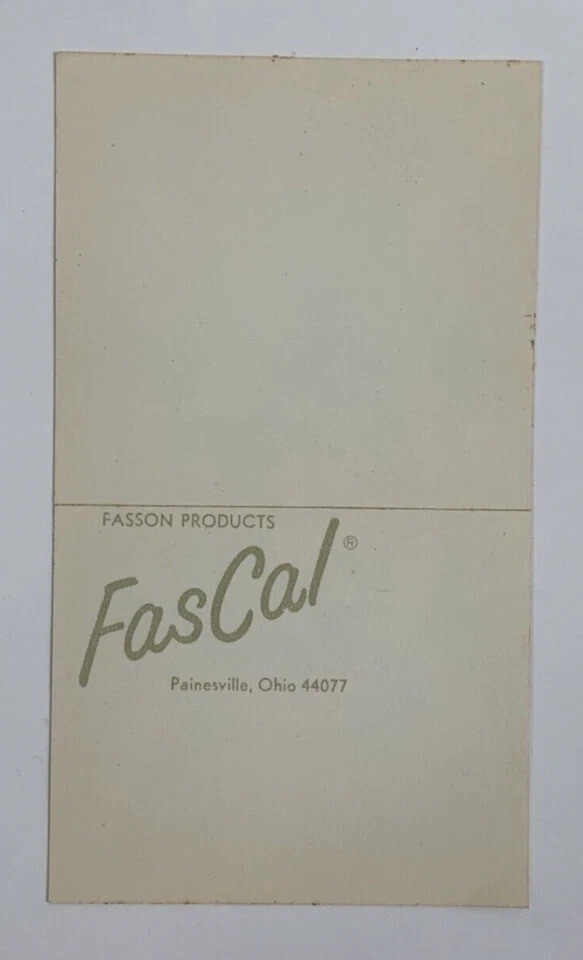 FASSON PRODUCTS
FasCal ®
Painesville, Ohio 44077